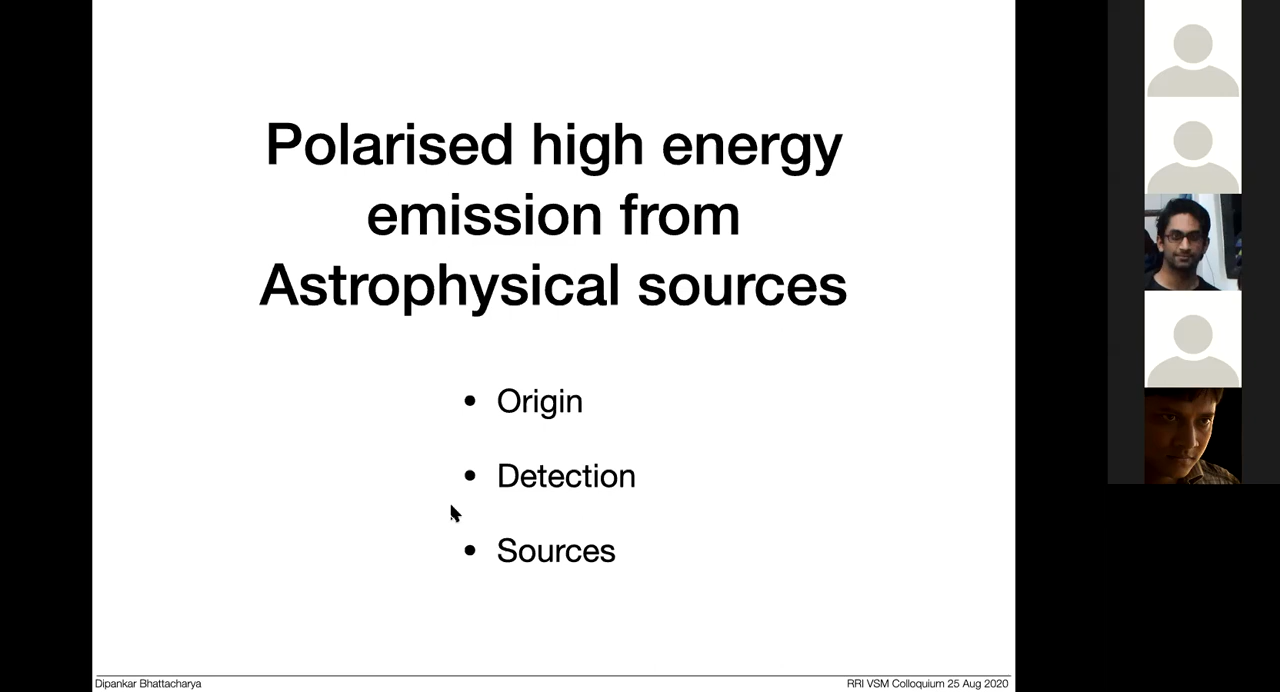 Polarised high energy
emission from
Astrophysical sources
• Origin
• Detection
• Sources
Dipankar Bhattacharya
RRI VSM Colloquium 25 Aug 2020